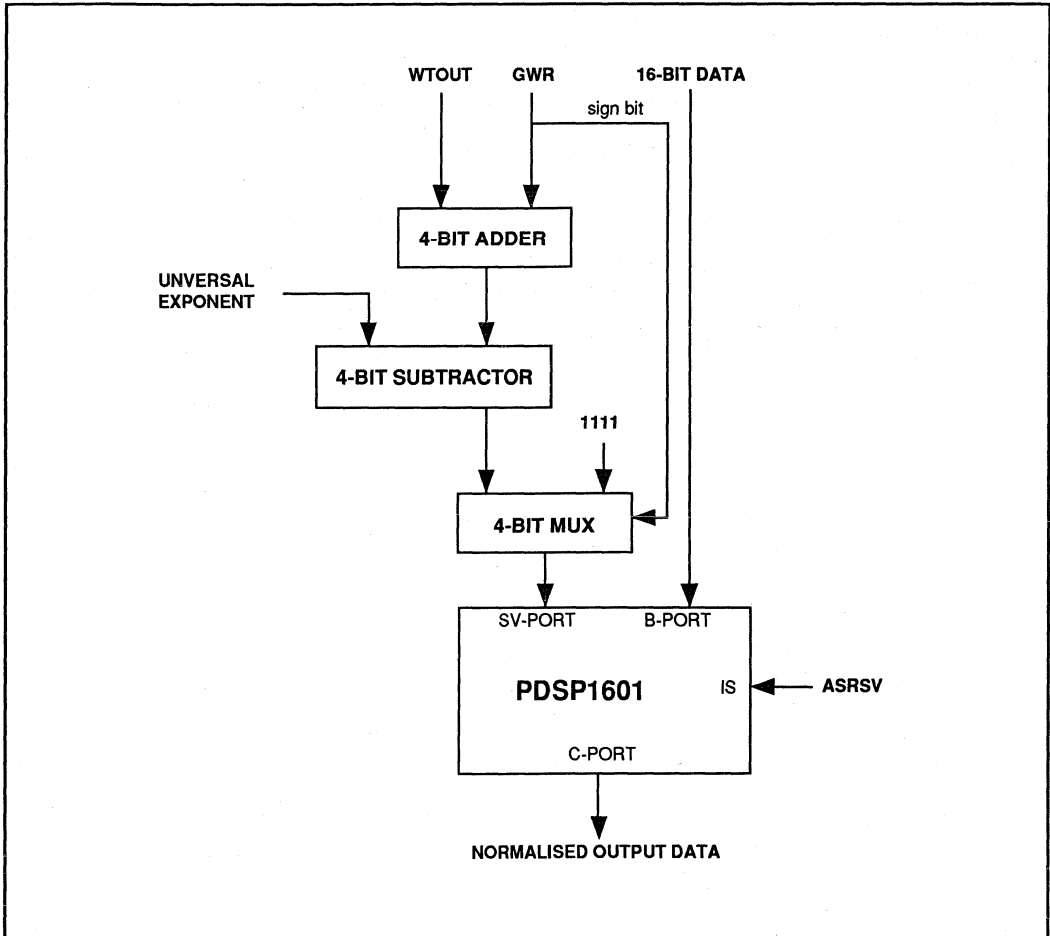 WTOUT GWR 16-BIT DATA
sign bit
4-BIT ADDER
UNVERSAL
EXPONENT
4-BIT SUBTRACTOR
1111
4-BIT MUX
SV-PORT B-PORT
PDSP1601 IS ASRSV
C-PORT
NORMALISED OUTPUT DATA